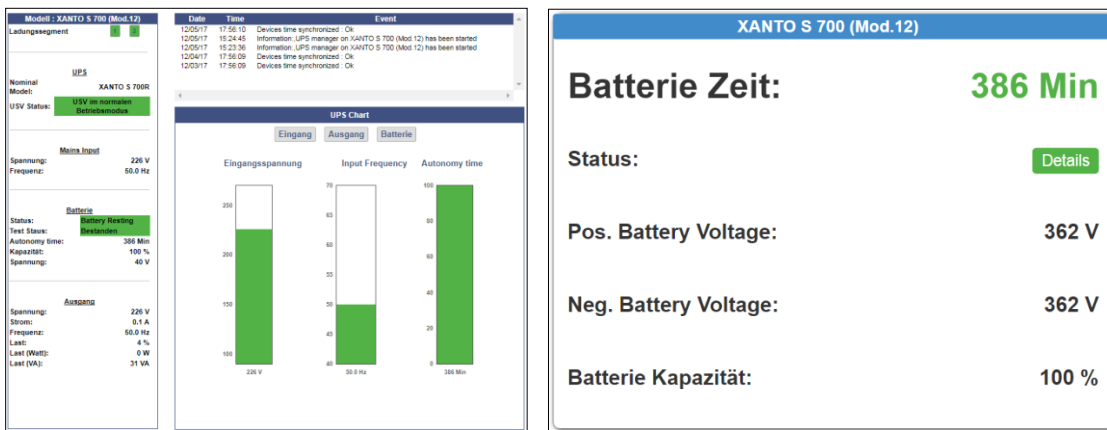 Modell : XANTO S 700 (Mod.12)
Ladungssegment 1 2
UPS
Nominal Model: XANTO S 700R
USV Status: USV im normalen Betriebsmodus
Mains Input
Spannung: 226 V
Frequenz: 50.0 Hz
Batterie
Status: Battery Resting
Test Staus: Bestanden
Autonomy time: 386 Min
Kapazität: 100 %
Spannung: 40 V
Ausgang
Spannung: 226 V
Strom: 0.1 A
Frequenz: 50.0 Hz
Last: 4 %
Last (Watt): 0 W
Last (VA): 31 VA
Date Time Event
12/05/17 17:56:10 Devices time synchronized : Ok
12/05/17 15:24:45 Information:,UPS manager on XANTO S 700 (Mod.12) has been started
12/05/17 15:23:36 Information:,UPS manager on XANTO S 700 (Mod.12) has been started
12/04/17 17:56:09 Devices time synchronized : Ok
12/03/17 17:56:09 Devices time synchronized : Ok
UPS Chart
Eingang Ausgang Batterie
Eingangsspannung Input Frequency Autonomy time
250
200
150
100
226 V
70
65
60
55
50
45
40
50.0 Hz
100
80
60
40
20
0
386 Min
XANTO S 700 (Mod.12)
Batterie Zeit: 386 Min
Status: Details
Pos. Battery Voltage: 362 V
Neg. Battery Voltage: 362 V
Batterie Kapazität: 100 %